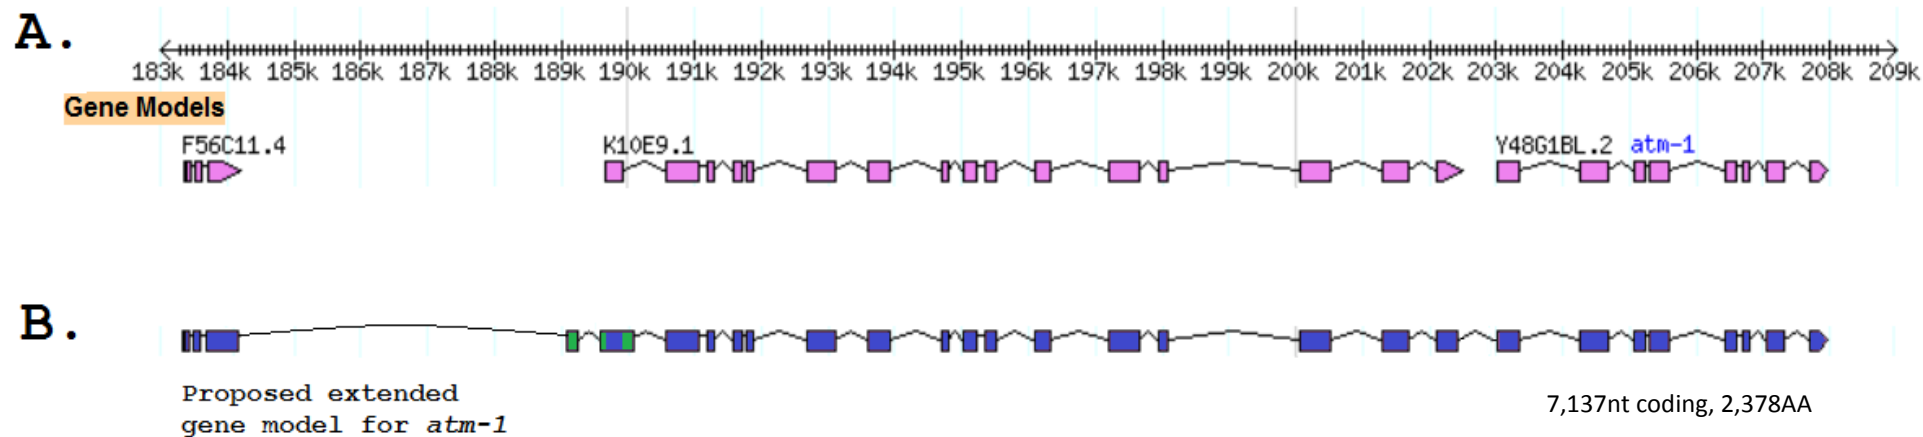 A.
183k 184k 185k 186k 187k 188k 189k 190k 191k 192k 193k 194k 195k 196k 197k 198k 199k 200k 201k 202k 203k 204k 205k 206k 207k 208k 209k
Gene Models
F56C11.4 K10E9.1 Y48G1BL.2 atm-1
B.
Proposed extended
gene model for atm-1
7,137nt coding, 2,378AA